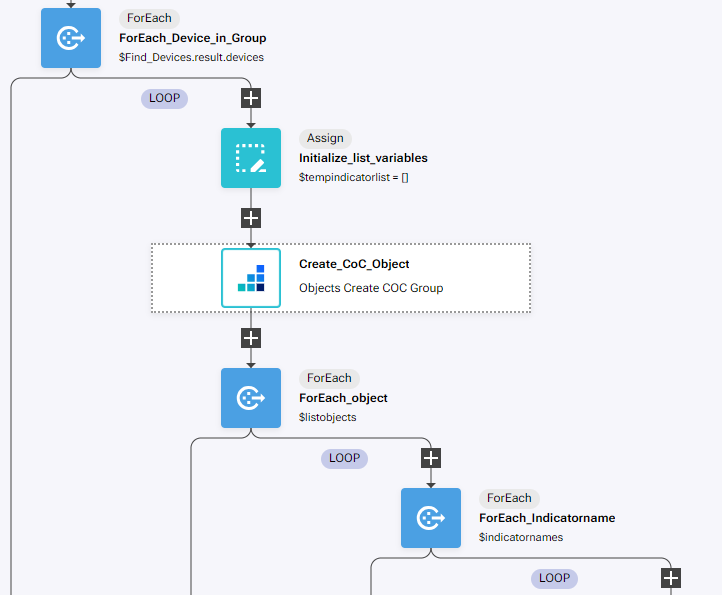 ForEach
ForEach_Device_in_Group
$Find_Devices.result.devices
LOOP
Assign
Initialize_list_variables
$tempindicatorlist = []
Create_CoC_Object
Objects Create COC Group
ForEach
ForEach_object
$listobjects
LOOP
ForEach
ForEach_Indicatorname
$indicatornames
LOOP